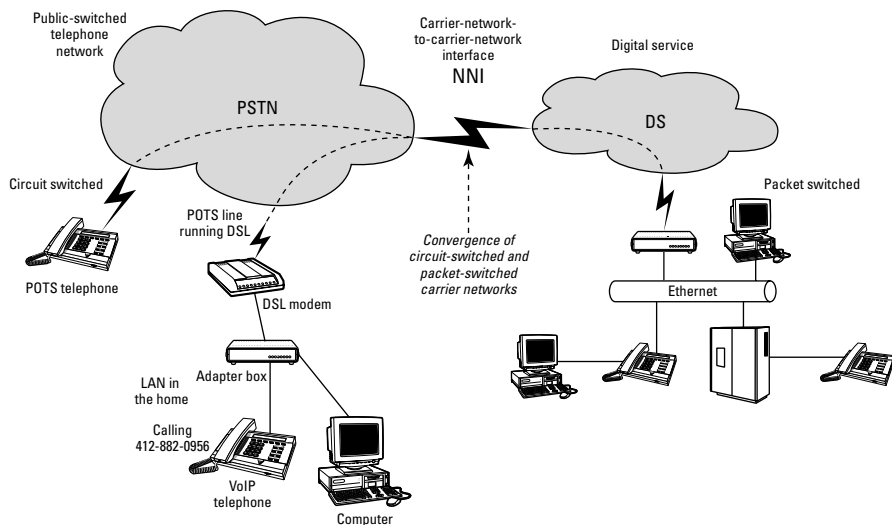 Public-switched
telephone
network
Carrier-network-
to-carrier-network
interface
NNI
Digital service
PSTN
DS
Circuit switched
POTS telephone
POTS line
running DSL
Convergence of
circuit-switched and
packet-switched
carrier networks
Packet switched
DSL modem
Ethernet
Adapter box
LAN in
the home
Calling
412-882-0956
VoIP
telephone
Computer